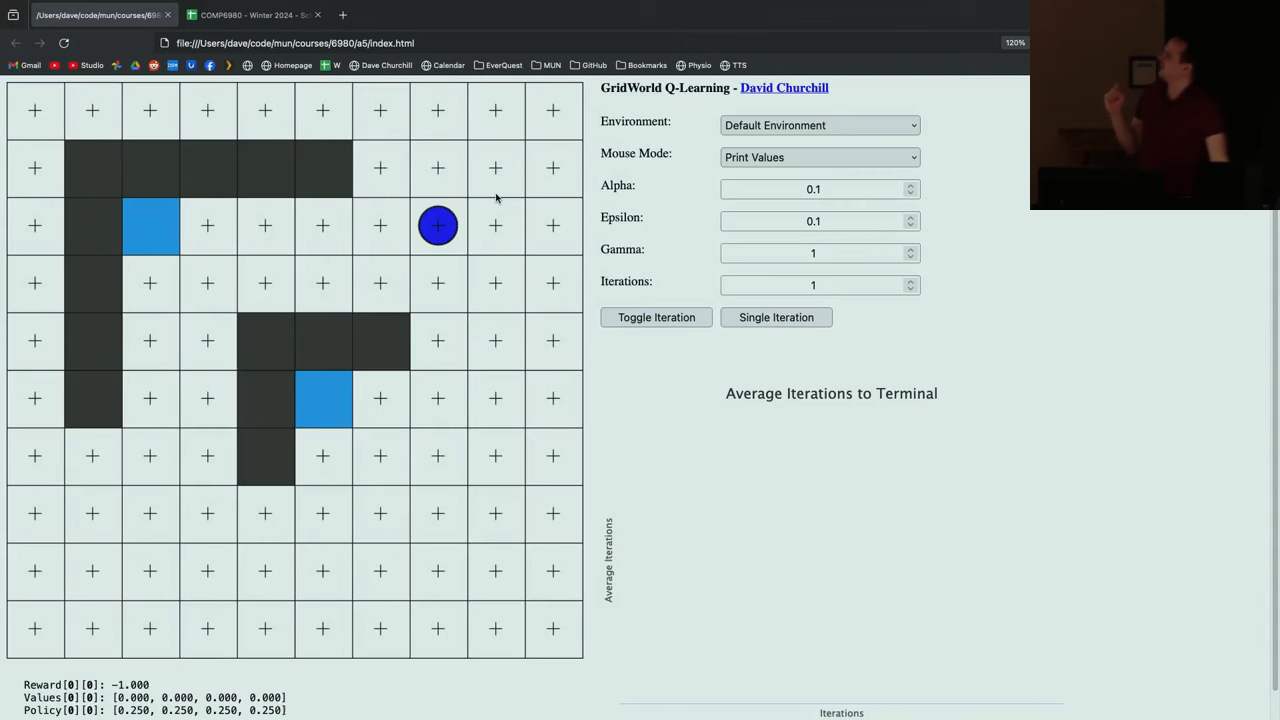 /Users/dave/code/mun/courses/698
COMP6980 - Winter 2024 - Sc
file:///Users/dave/code/mun/courses/6980/a5/index.html
120%
Gmail
Studio
Homepage
W
Dave Churchill
Calendar
EverQuest
MUN
GitHub
Bookmarks
Physio
TTS
GridWorld Q-Learning - David Churchill
Environment: Default Environment
Mouse Mode: Print Values
Alpha: 0.1
Epsilon: 0.1
Gamma: 1
Iterations: 1
Toggle Iteration Single Iteration
Average Iterations to Terminal
Average Iterations
Iterations
Reward[0][0]: -1.000
Values[0][0]: [0.000, 0.000, 0.000, 0.000]
Policy[0][0]: [0.250, 0.250, 0.250, 0.250]